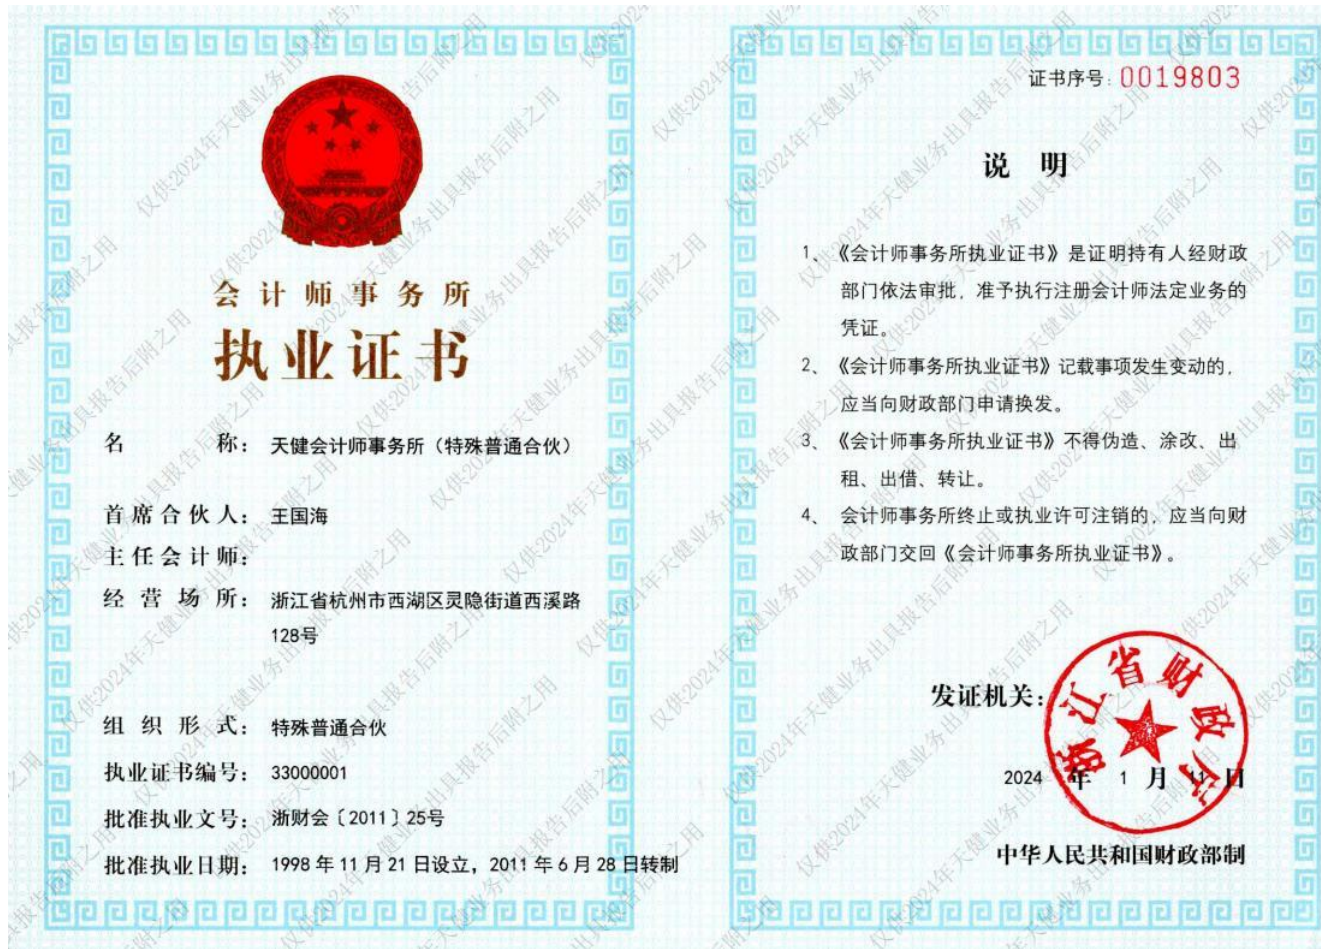 会计师事务所
执业证书
名 称：天健会计师事务所（特殊普通合伙）
首席合伙人：王国海
主任会计师：
经营场所：浙江省杭州市西湖区灵隐街道西溪路
128号
组织形式：特殊普通合伙
执业证书编号：33000001
批准执业文号：浙财会〔2011〕25号
批准执业日期：1998年11月21日设立，2011年6月28日转制
证书序号：0019803
说 明
1、《会计师事务所执业证书》是证明持有人经财政
部门依法审批，准予执行注册会计师法定业务的
凭证。
2、《会计师事务所执业证书》记载事项发生变动的，
应当向财政部门申请换发。
3、《会计师事务所执业证书》不得伪造、涂改、出
租、出借、转让。
4、会计师事务所终止或执业许可注销的，应当向财
政部门交回《会计师事务所执业证书》。
发证机关：
浙江省财政厅
2024年1月11日
中华人民共和国财政部制
仅供2024年天健业务出具报告后附之用